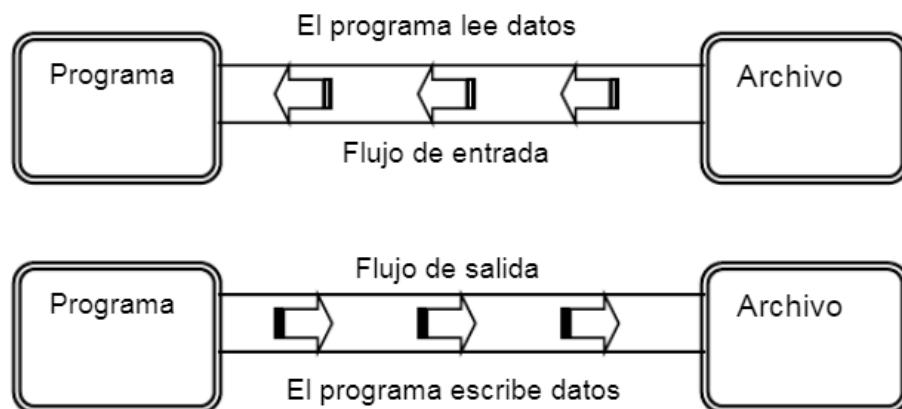 El programa lee datos
Programa
Archivo
Flujo de entrada
Flujo de salida
Programa
Archivo
El programa escribe datos